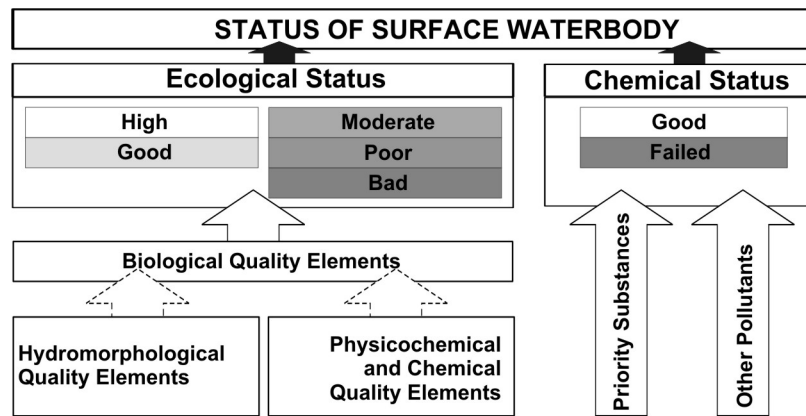 STATUS OF SURFACE WATERBODY
Ecological Status
High
Good
Moderate
Poor
Bad
Chemical Status
Good
Failed
Biological Quality Elements
Hydromorphological
Quality Elements
Physicochemical
and Chemical
Quality Elements
Priority Substances
Other Pollutants